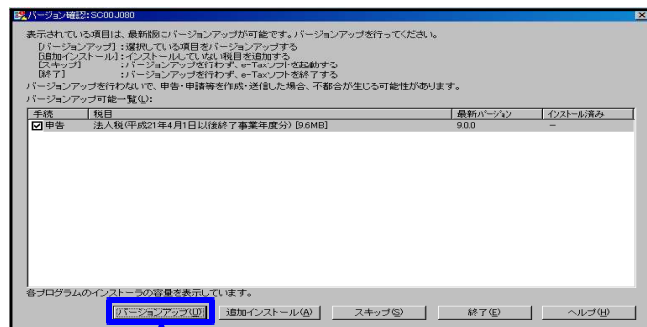 バージョン確認:SC00J080
表示されている項目は、最新版にバージョンアップが可能です。バージョンアップを行ってください。
[バージョンアップ]:選択している項目をバージョンアップする
[追加インストール]:インストールしていない税目を追加する
[スキップ] :バージョンアップを行わず、e-Taxソフトを起動する
[終了] :バージョンアップを行わず、e-Taxソフトを終了する
バージョンアップを行わないで、申告・申請等を作成・送信した場合、不都合が生じる可能性があります。
バージョンアップ可能一覧(L):
手続 税目 最新バージョン インストール済み
申告 法人税(平成21年4月1日以後終了事業年度分) [9.6MB] 9.0.0 -
各プログラムのインストーラの容量を表示しています。
バージョンアップ(U) 追加インストール(A) スキップ(S) 終了(E) ヘルプ(H)